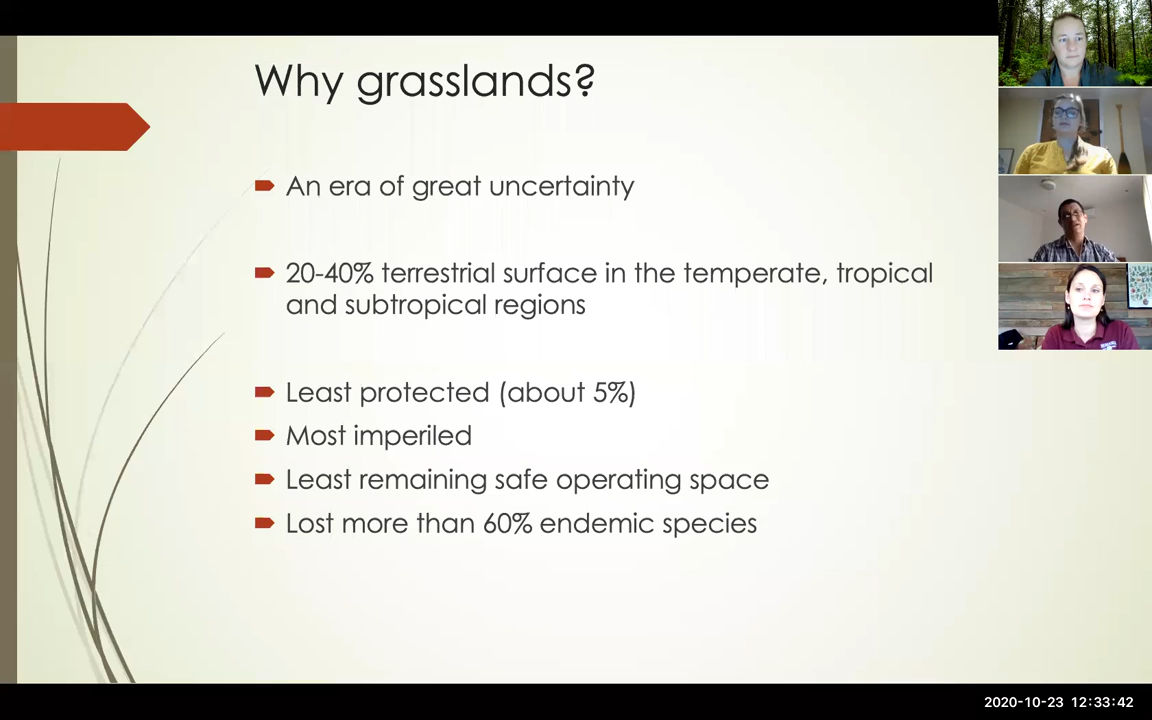 Why grasslands?
An era of great uncertainty
20-40% terrestrial surface in the temperate, tropical
and subtropical regions
Least protected (about 5%)
Most imperiled
Least remaining safe operating space
Lost more than 60% endemic species
2020-10-23 12:33:42